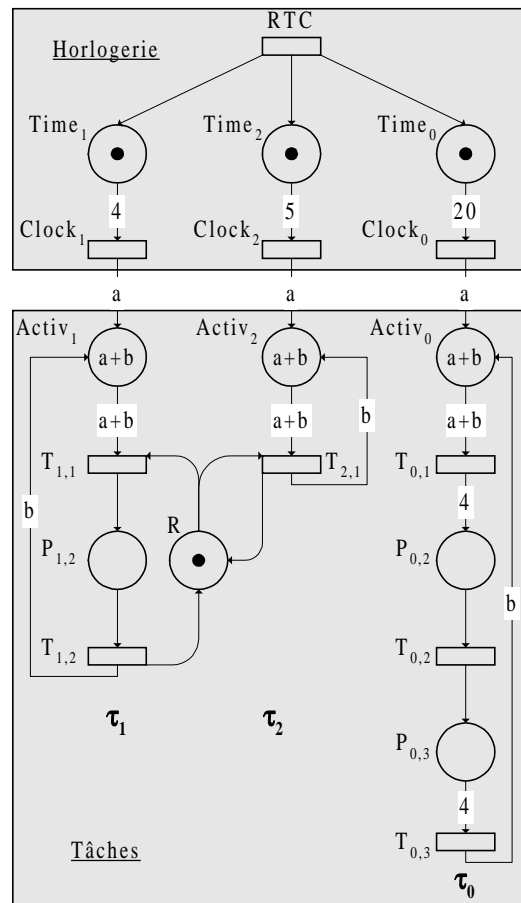 RTC
Horlogerie
Time₁ Time₂ Time₀
4 5 20
Clock₁ Clock₂ Clock₀
a a a
Activ₁ Activ₂ Activ₀
a+b a+b a+b
a+b a+b a+b
b
T₁,₁ T₂,₁ T₀,₁
b
4
R
P₁,₂ P₀,₂
b
T₁,₂ T₀,₂
τ₁ τ₂
P₀,₃
4
T₀,₃
Tâches
τ₀